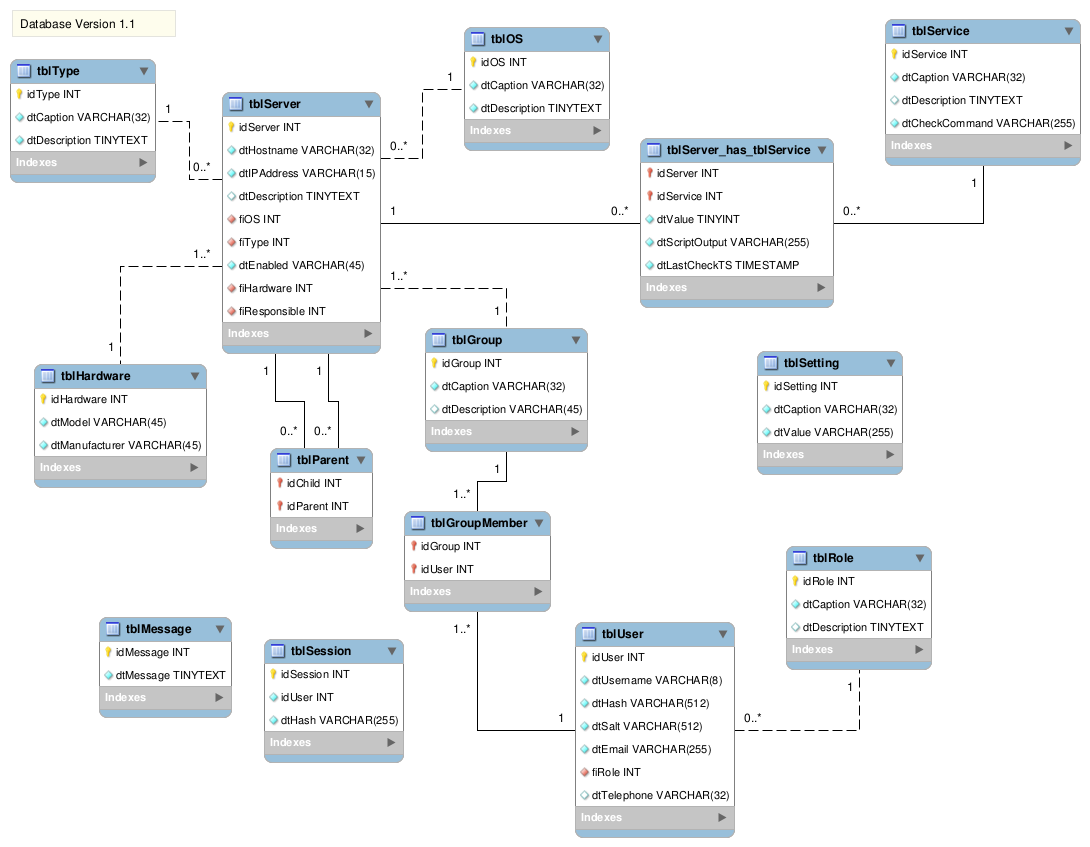 Database Version 1.1
tblType
idType INT
dtCaption VARCHAR(32)
dtDescription TINYTEXT
Indexes
1
0..*
tblServer
idServer INT
dtHostname VARCHAR(32)
dtIPAddress VARCHAR(15)
dtDescription TINYTEXT
fiOS INT
fiType INT
dtEnabled VARCHAR(45)
fiHardware INT
fiResponsible INT
Indexes
tblOS
idOS INT
dtCaption VARCHAR(32)
dtDescription TINYTEXT
Indexes
1
0..*
tblServer_has_tblService
idServer INT
idService INT
dtValue TINYINT
dtScriptOutput VARCHAR(255)
dtLastCheckTS TIMESTAMP
Indexes
1
0..*
tblService
idService INT
dtCaption VARCHAR(32)
dtDescription TINYTEXT
dtCheckCommand VARCHAR(255)
Indexes
1
0..*
1..*
1
tblHardware
idHardware INT
dtModel VARCHAR(45)
dtManufacturer VARCHAR(45)
Indexes
1
1
0..*
0..*
tblParent
idChild INT
idParent INT
Indexes
1..*
1
tblGroup
idGroup INT
dtCaption VARCHAR(32)
dtDescription VARCHAR(45)
Indexes
1
1..*
tblSetting
idSetting INT
dtCaption VARCHAR(32)
dtValue VARCHAR(255)
Indexes
tblGroupMember
idGroup INT
idUser INT
Indexes
1..*
1
tblRole
idRole INT
dtCaption VARCHAR(32)
dtDescription TINYTEXT
Indexes
1
0..*
tblMessage
idMessage INT
dtMessage TINYTEXT
Indexes
tblSession
idSession INT
idUser INT
dtHash VARCHAR(255)
Indexes
tblUser
idUser INT
dtUsername VARCHAR(8)
dtHash VARCHAR(512)
dtSalt VARCHAR(512)
dtEmail VARCHAR(255)
fiRole INT
dtTelephone VARCHAR(32)
Indexes